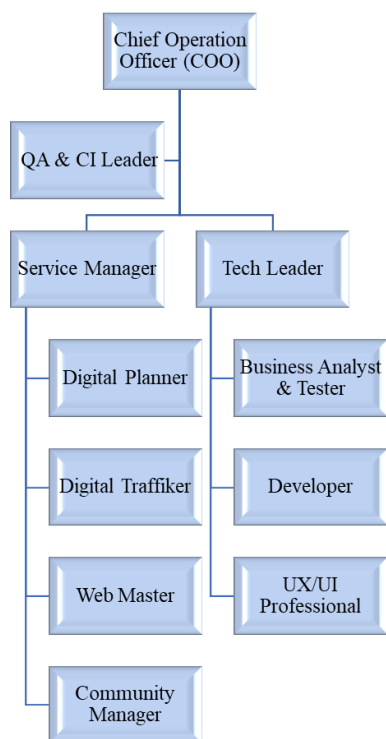 Chief Operation
Officer (COO)
QA & CI Leader
Service Manager
Tech Leader
Digital Planner
Business Analyst
& Tester
Digital Traffiker
Developer
Web Master
UX/UI
Professional
Community
Manager